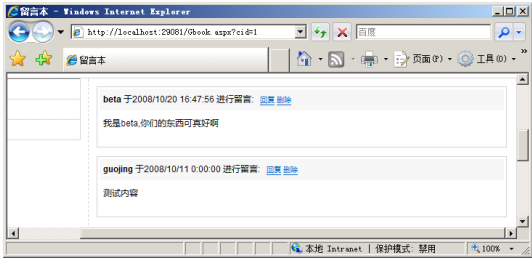 留言本 - Windows Internet Explorer
http://localhost:29081/Gbook.aspx?cid=1
百度
留言本
页面(P)
工具(O)
»
beta 于2008/10/20 16:47:56 进行留言: 回复 删除
我是beta,你们的东西可真好啊
guojing 于2008/10/11 0:00:00 进行留言: 回复 删除
测试内容
本地 Intranet | 保护模式: 禁用
100%